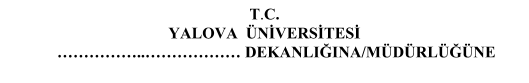 T.C.
YALOVA ÜNİVERSİTESİ
……………..……………… DEKANLIĞINA/MÜDÜRLÜĞÜNE